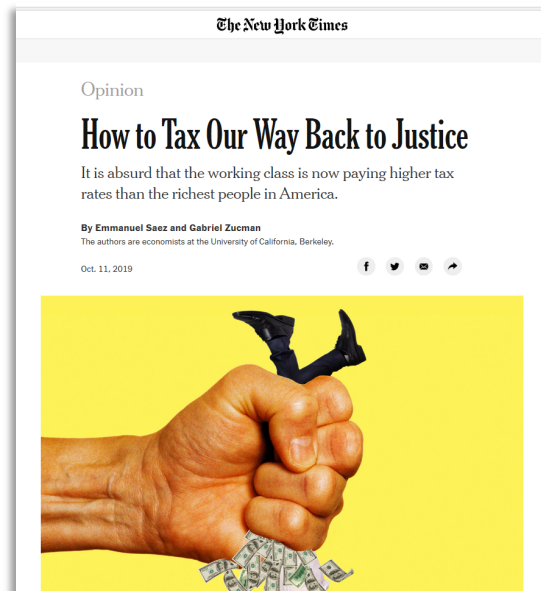 The New York Times
Opinion
How to Tax Our Way Back to Justice
It is absurd that the working class is now paying higher tax
rates than the richest people in America.
By Emmanuel Saez and Gabriel Zucman
The authors are economists at the University of California, Berkeley.
Oct. 11, 2019